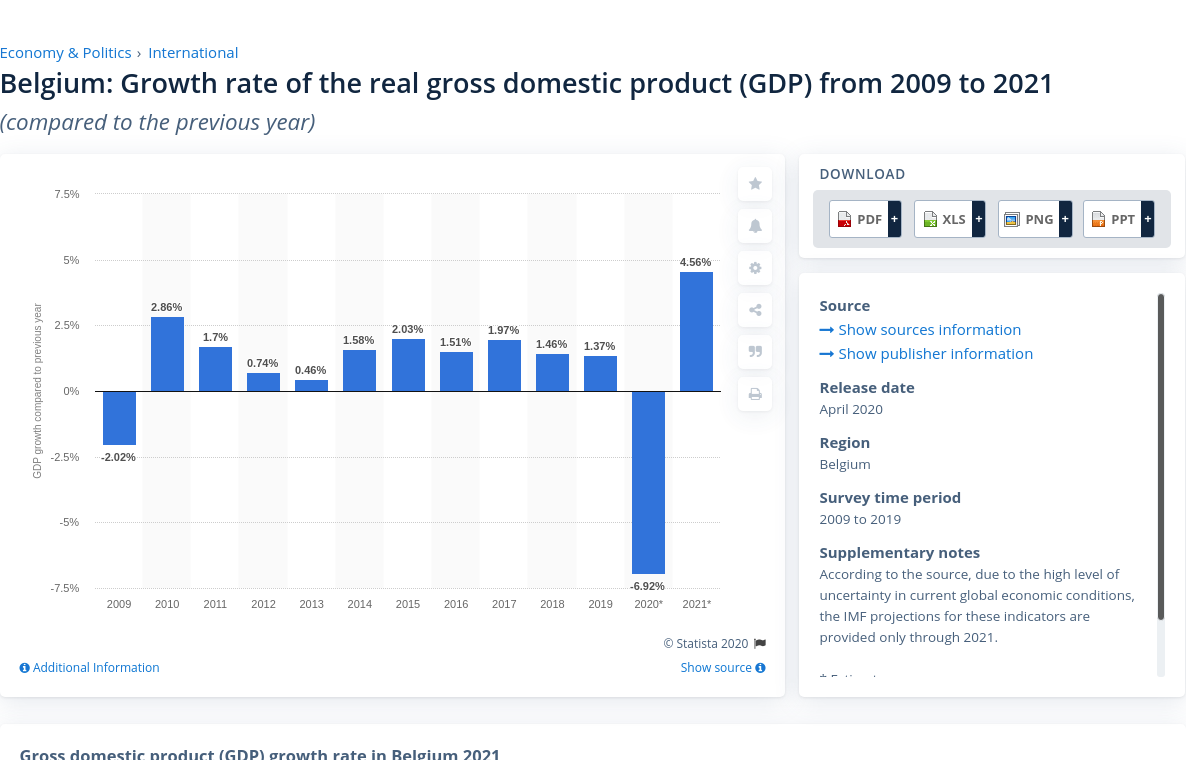 Economy & Politics › International
Belgium: Growth rate of the real gross domestic product (GDP) from 2009 to 2021
(compared to the previous year)
GDP growth compared to previous year
7.5%
5%
2.5%
0%
-2.5%
-5%
-7.5%
-2.02%
2.86%
1.7%
0.74%
0.46%
1.58%
2.03%
1.51%
1.97%
1.46%
1.37%
-6.92%
4.56%
2009 2010 2011 2012 2013 2014 2015 2016 2017 2018 2019 2020* 2021*
© Statista 2020
Additional Information
Show source
DOWNLOAD
PDF + XLS + PNG + PPT +
Source
Show sources information
Show publisher information
Release date
April 2020
Region
Belgium
Survey time period
2009 to 2019
Supplementary notes
According to the source, due to the high level of
uncertainty in current global economic conditions,
the IMF projections for these indicators are
provided only through 2021.
Gross domestic product (GDP) growth rate in Belgium 2021